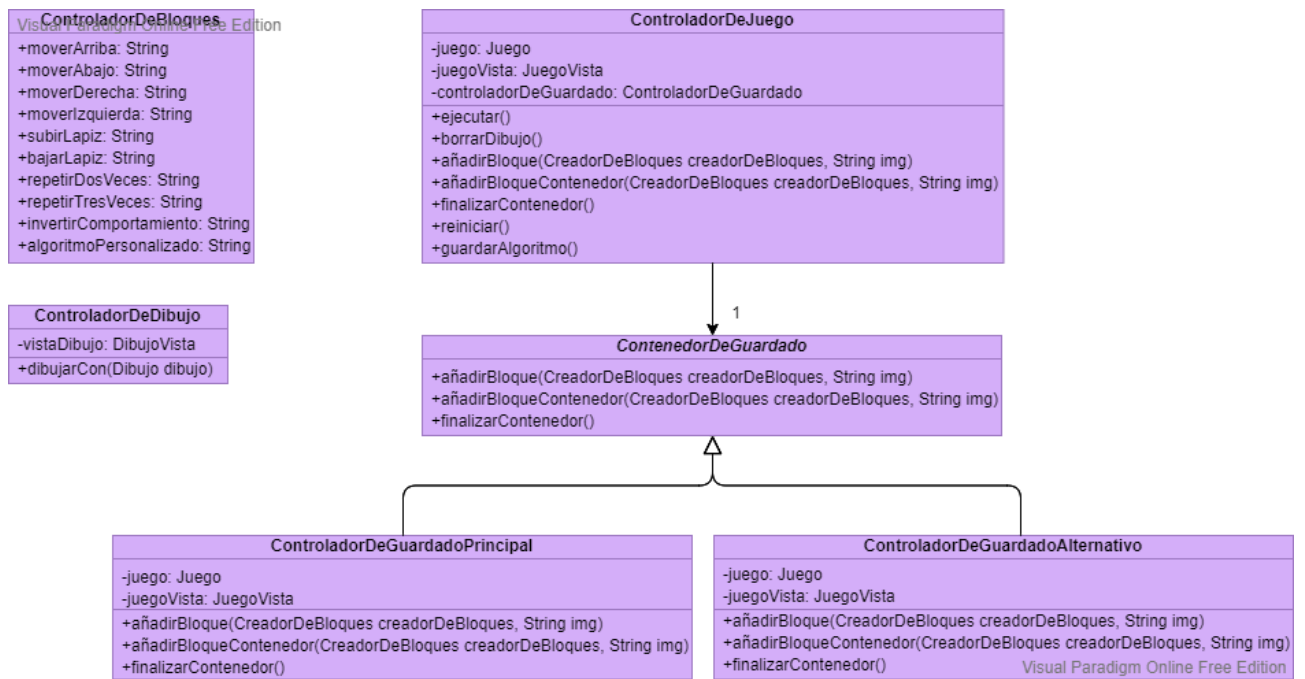 ControladorDeBloques
Visual Paradigm Online Free Edition
+moverArriba: String
+moverAbajo: String
+moverDerecha: String
+moverIzquierda: String
+subirLapiz: String
+bajarLapiz: String
+repetirDosVeces: String
+repetirTresVeces: String
+invertirComportamiento: String
+algoritmoPersonalizado: String
ControladorDeJuego
-juego: Juego
-juegoVista: JuegoVista
-controladorDeGuardado: ControladorDeGuardado
+ejecutar()
+borrarDibujo()
+añadirBloque(CreadorDeBloques creadorDeBloques, String img)
+añadirBloqueContenedor(CreadorDeBloques creadorDeBloques, String img)
+finalizarContenedor()
+reiniciar()
+guardarAlgoritmo()
ControladorDeDibujo
-vistaDibujo: DibujoVista
+dibujarCon(Dibujo dibujo)
1
ContenedorDeGuardado
+añadirBloque(CreadorDeBloques creadorDeBloques, String img)
+añadirBloqueContenedor(CreadorDeBloques creadorDeBloques, String img)
+finalizarContenedor()
ControladorDeGuardadoPrincipal
-juego: Juego
-juegoVista: JuegoVista
+añadirBloque(CreadorDeBloques creadorDeBloques, String img)
+añadirBloqueContenedor(CreadorDeBloques creadorDeBloques, String img)
+finalizarContenedor()
ControladorDeGuardadoAlternativo
-juego: Juego
-juegoVista: JuegoVista
+añadirBloque(CreadorDeBloques creadorDeBloques, String img)
+añadirBloqueContenedor(CreadorDeBloques creadorDeBloques, String img)
+finalizarContenedor()
Visual Paradigm Online Free Edition